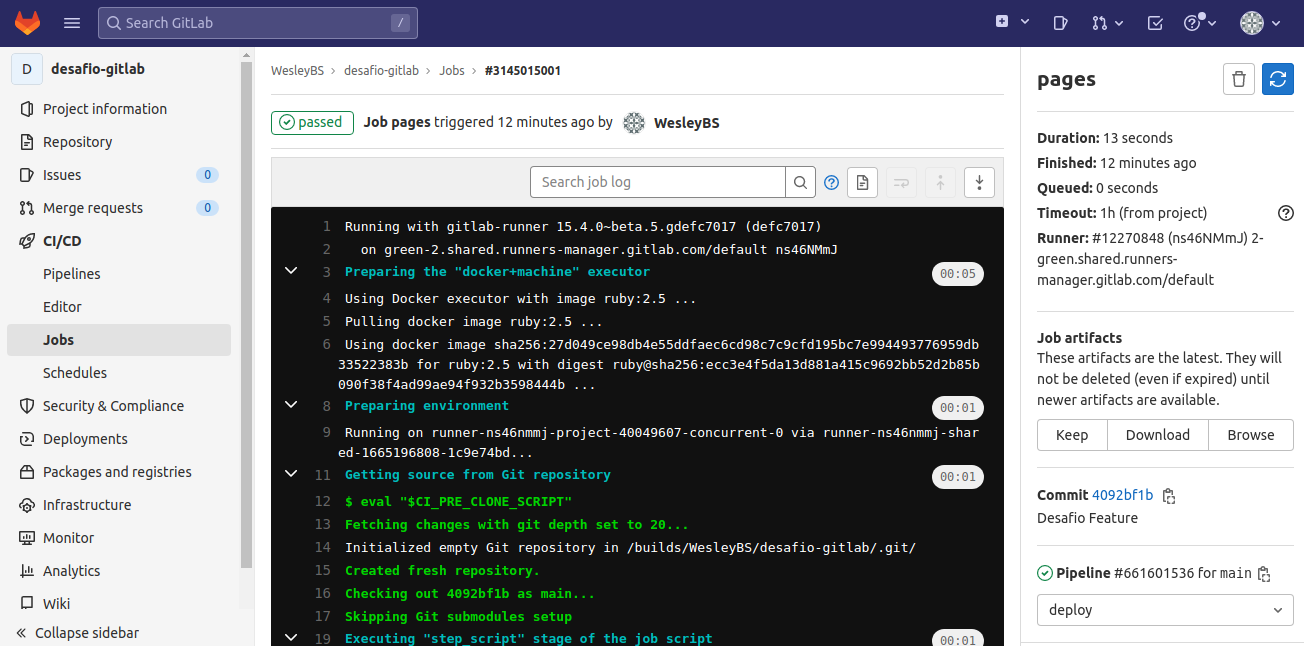 Search GitLab /
D desafio-gitlab
Project information
Repository
Issues 0
Merge requests 0
CI/CD
Pipelines
Editor
Jobs
Schedules
Security & Compliance
Deployments
Packages and registries
Infrastructure
Monitor
Analytics
Wiki
Collapse sidebar
WesleyBS › desafio-gitlab › Jobs › #3145015001
passed Job pages triggered 12 minutes ago by WesleyBS
Search job log
1 Running with gitlab-runner 15.4.0~beta.5.gdefc7017 (defc7017)
2 on green-2.shared.runners-manager.gitlab.com/default ns46NMmJ
3 Preparing the "docker+machine" executor 00:05
4 Using Docker executor with image ruby:2.5 ...
5 Pulling docker image ruby:2.5 ...
6 Using docker image sha256:27d049ce98db4e55ddfaec6cd98c7c9cfd195bc7e994493776959db
33522383b for ruby:2.5 with digest ruby@sha256:ecc3e4f5da13d881a415c9692bb52d2b85b
090f38f4ad99ae94f932b3598444b ...
8 Preparing environment 00:01
9 Running on runner-ns46nmmj-project-40049607-concurrent-0 via runner-ns46nmmj-shar
ed-1665196808-1c9e74bd...
11 Getting source from Git repository 00:01
12 $ eval "$CI_PRE_CLONE_SCRIPT"
13 Fetching changes with git depth set to 20...
14 Initialized empty Git repository in /builds/WesleyBS/desafio-gitlab/.git/
15 Created fresh repository.
16 Checking out 4092bf1b as main...
17 Skipping Git submodules setup
19 Executing "step_script" stage of the job script 00:01
pages
Duration: 13 seconds
Finished: 12 minutes ago
Queued: 0 seconds
Timeout: 1h (from project)
Runner: #12270848 (ns46NMmJ) 2-
green.shared.runners-
manager.gitlab.com/default
Job artifacts
These artifacts are the latest. They will
not be deleted (even if expired) until
newer artifacts are available.
Keep Download Browse
Commit 4092bf1b
Desafio Feature
Pipeline #661601536 for main
deploy